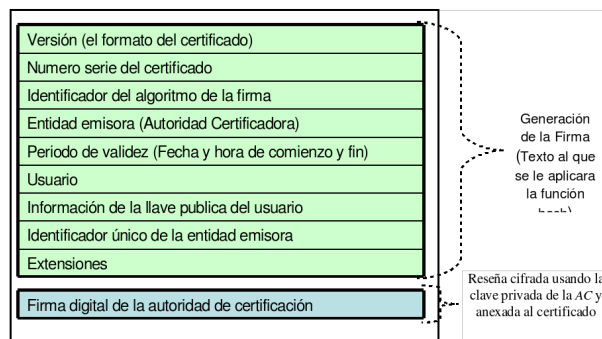 Versión (el formato del certificado)
Numero serie del certificado
Identificador del algoritmo de la firma
Entidad emisora (Autoridad Certificadora)
Periodo de validez (Fecha y hora de comienzo y fin)
Usuario
Información de la llave publica del usuario
Identificador único de la entidad emisora
Extensiones
Firma digital de la autoridad de certificación
Generación
de la Firma
(Texto al que
se le aplicara
la función
hash)
Reseña cifrada usando la
clave privada de la AC y
anexada al certificado